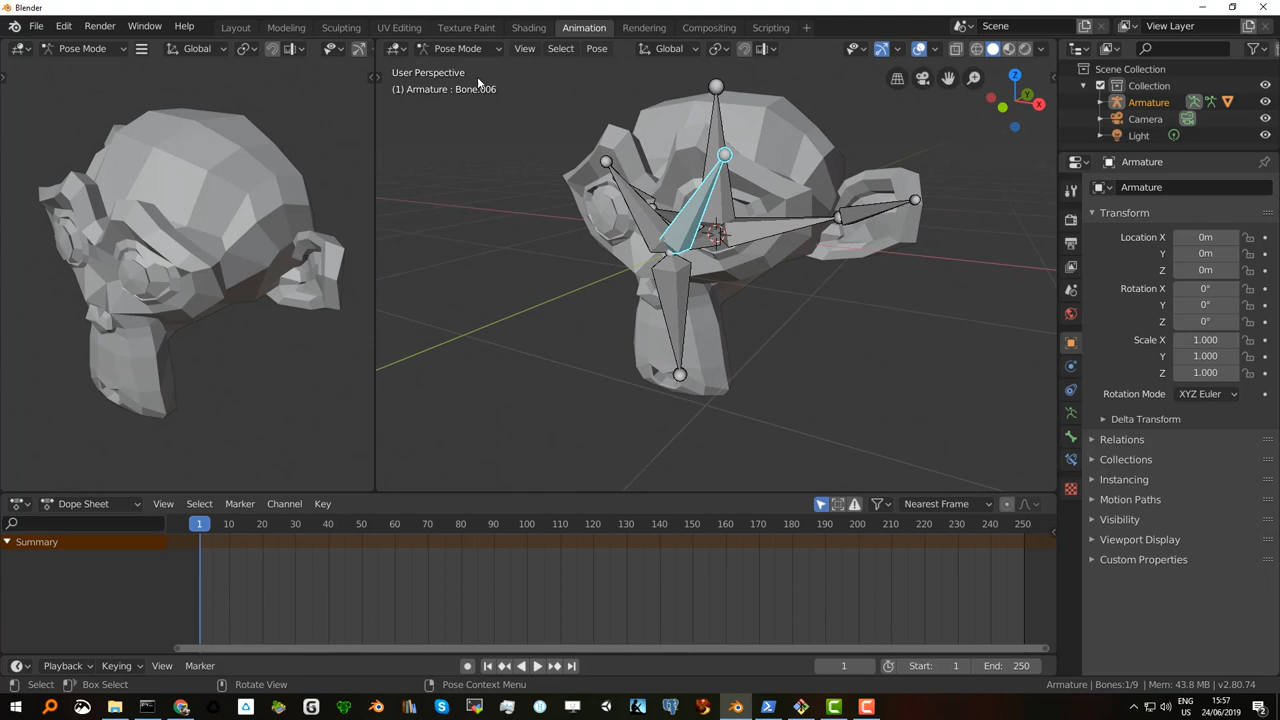 Blender
File Edit Render Window Help Layout Modeling Sculpting UV Editing Texture Paint Shading Animation Rendering Compositing Scripting + Scene View Layer
Pose Mode Global Pose Mode View Select Pose Global
User Perspective
(1) Armature : Bone.006
Z
Y
X
Scene Collection
Collection
Armature
Camera
Light
Armature
Armature
Transform
Location X 0m
Y 0m
Z 0m
Rotation X 0°
Y 0°
Z 0°
Scale X 1.000
Y 1.000
Z 1.000
Rotation Mode XYZ Euler
Delta Transform
Relations
Collections
Instancing
Motion Paths
Visibility
Viewport Display
Custom Properties
Dope Sheet View Select Marker Channel Key Nearest Frame
1 10 20 30 40 50 60 70 80 90 100 110 120 130 140 150 160 170 180 190 200 210 220 230 240 250
Summary
Playback Keying View Marker 1 Start: 1 End: 250
Select Box Select Rotate View Pose Context Menu Armature | Bones:1/9 | Mem: 43.8 MB | v2.80.74
ENG
US
15:57
24/06/2019